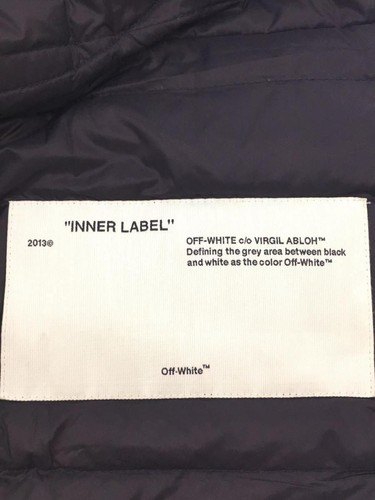 "INNER LABEL"
2013©
OFF-WHITE c/o VIRGIL ABLOH™
Defining the grey area between black
and white as the color Off-White™
Off-White™